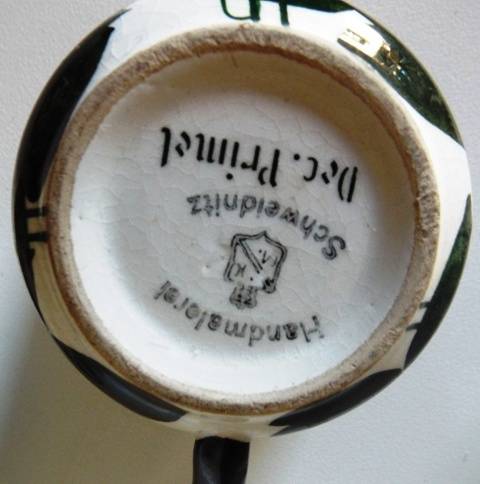 Handmalerei
Schweidnitz
Dec. Primel